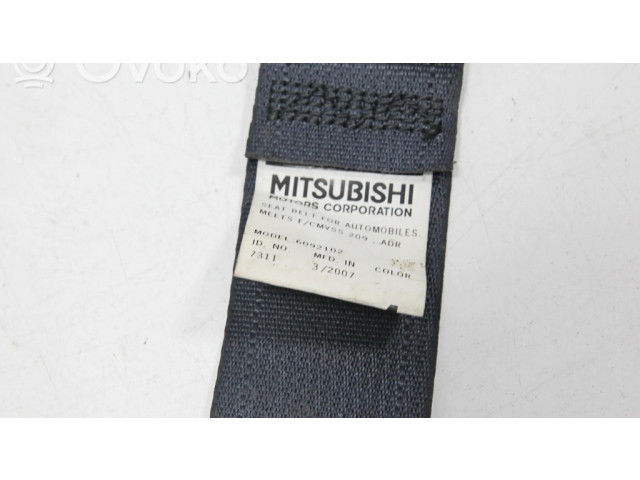 Ovoko
MITSUBISHI
MOTORS CORPORATION
SEAT BELT FOR AUTOMOBILES.
MEETS F/CMVSS 209 . ADR
MODEL 6092102
ID. NO MFD. IN COLOR
7311 3/2007